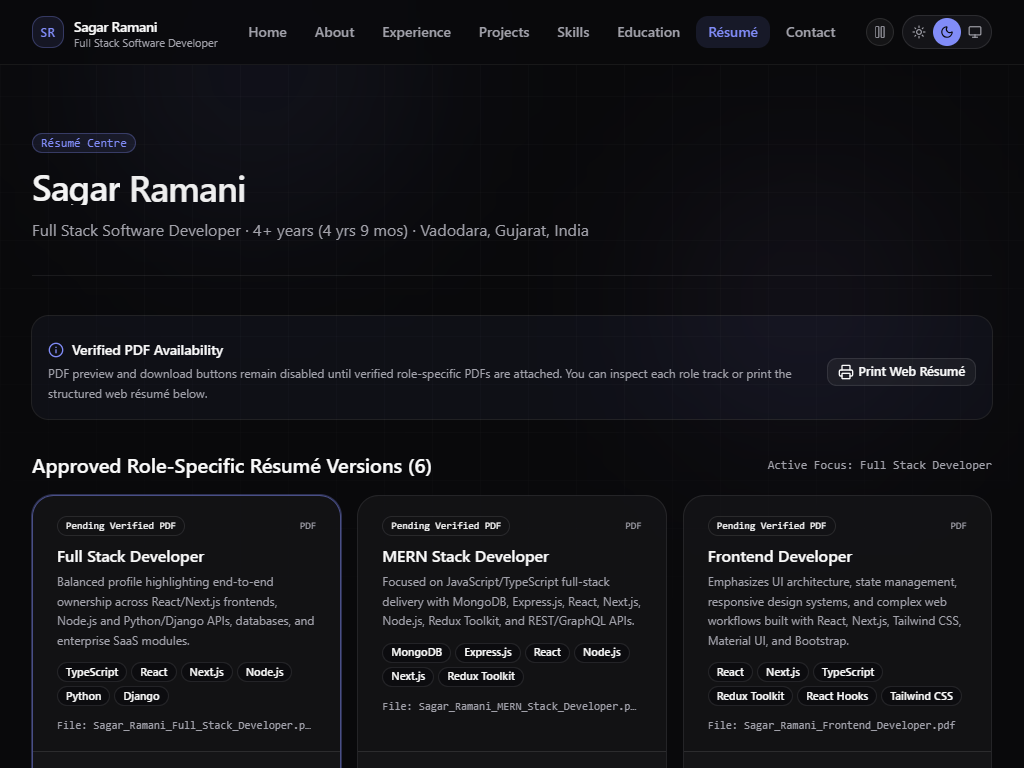 SR
Sagar Ramani
Full Stack Software Developer
Home
About
Experience
Projects
Skills
Education
Résumé
Contact
Résumé Centre
Sagar Ramani
Full Stack Software Developer · 4+ years (4 yrs 9 mos) · Vadodara, Gujarat, India
Verified PDF Availability
PDF preview and download buttons remain disabled until verified role-specific PDFs are attached. You can inspect each role track or print the
structured web résumé below.
Print Web Résumé
Approved Role-Specific Résumé Versions (6)
Active Focus: Full Stack Developer
Pending Verified PDF
PDF
Full Stack Developer
Balanced profile highlighting end-to-end
ownership across React/Next.js frontends,
Node.js and Python/Django APIs, databases, and
enterprise SaaS modules.
TypeScript
React
Next.js
Node.js
Python
Django
File: Sagar_Ramani_Full_Stack_Developer.p…
Pending Verified PDF
PDF
MERN Stack Developer
Focused on JavaScript/TypeScript full-stack
delivery with MongoDB, Express.js, React, Next.js,
Node.js, Redux Toolkit, and REST/GraphQL APIs.
MongoDB
Express.js
React
Node.js
Next.js
Redux Toolkit
File: Sagar_Ramani_MERN_Stack_Developer.p…
Pending Verified PDF
PDF
Frontend Developer
Emphasizes UI architecture, state management,
responsive design systems, and complex web
workflows built with React, Next.js, Tailwind CSS,
Material UI, and Bootstrap.
React
Next.js
TypeScript
Redux Toolkit
React Hooks
Tailwind CSS
File: Sagar_Ramani_Frontend_Developer.pdf